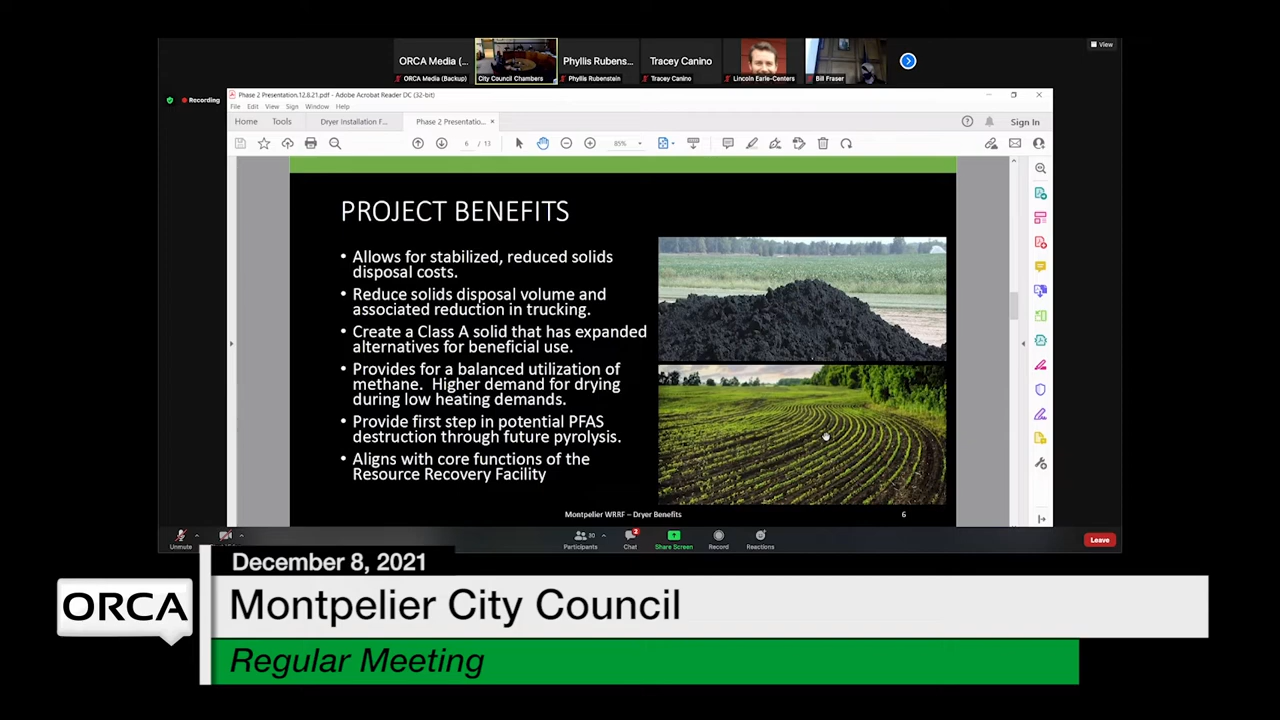 View
ORCA Media (...
Phyllis Rubens...
Tracey Canino
ORCA Media (Backup)
City Council Chambers
Phyllis Rubenstein
Tracey Canino
Lincoln Earle-Centers
Bill Fraser
Recording
Phase 2 Presentation.12.8.21.pdf - Adobe Acrobat Reader DC (32-bit)
File Edit View Sign Window Help
Home Tools Dryer Installation F... Phase 2 Presentatio... × Sign In
6 / 13 85%
PROJECT BENEFITS
• Allows for stabilized, reduced solids
disposal costs.
• Reduce solids disposal volume and
associated reduction in trucking.
• Create a Class A solid that has expanded
alternatives for beneficial use.
• Provides for a balanced utilization of
methane. Higher demand for drying
during low heating demands.
• Provide first step in potential PFAS
destruction through future pyrolysis.
• Aligns with core functions of the
Resource Recovery Facility
Montpelier WRRF – Dryer Benefits 6
Unmute
30
Participants
2
Chat
Share Screen
Record
Reactions
Leave
December 8, 2021
ORCA
Montpelier City Council
Regular Meeting